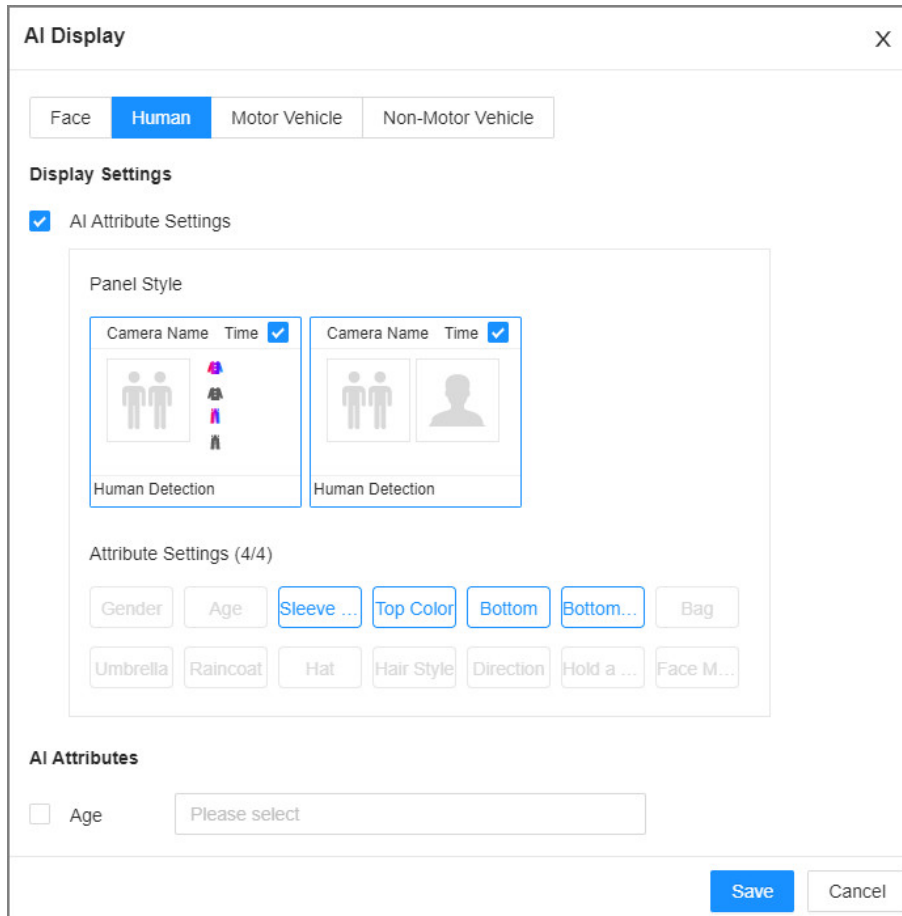 AI Display X
Face Human Motor Vehicle Non-Motor Vehicle
Display Settings
AI Attribute Settings
Panel Style
Camera Name Time Camera Name Time
Human Detection Human Detection
Attribute Settings (4/4)
Gender Age Sleeve ... Top Color Bottom Bottom... Bag
Umbrella Raincoat Hat Hair Style Direction Hold a ... Face M...
AI Attributes
Age Please select
Save Cancel